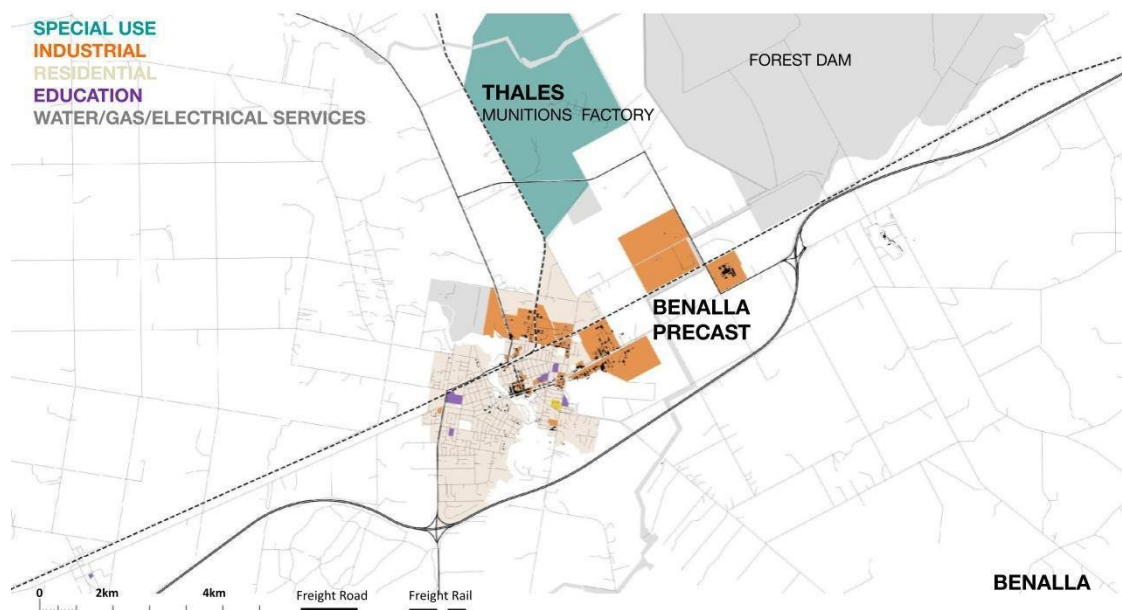 SPECIAL USE
INDUSTRIAL
RESIDENTIAL
EDUCATION
WATER/GAS/ELECTRICAL SERVICES
FOREST DAM
THALES
MUNITIONS FACTORY
BENALLA
PRECAST
BENALLA
0 2km 4km Freight Road Freight Rail